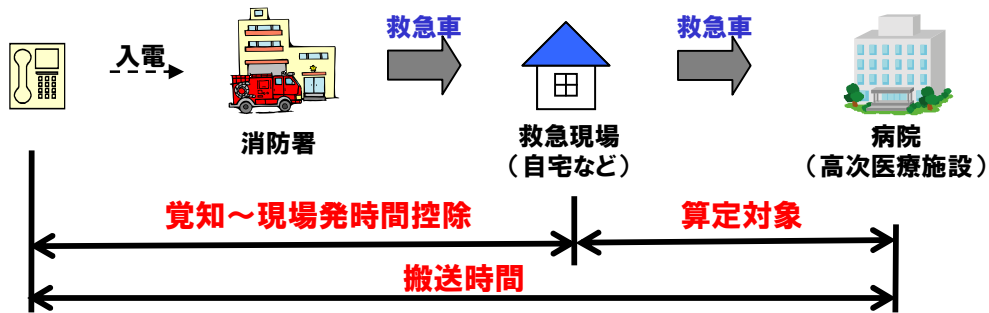 入電
救急車
救急車
消防署
救急現場
（自宅など）
病院
（高次医療施設）
覚知～現場発時間控除
算定対象
搬送時間